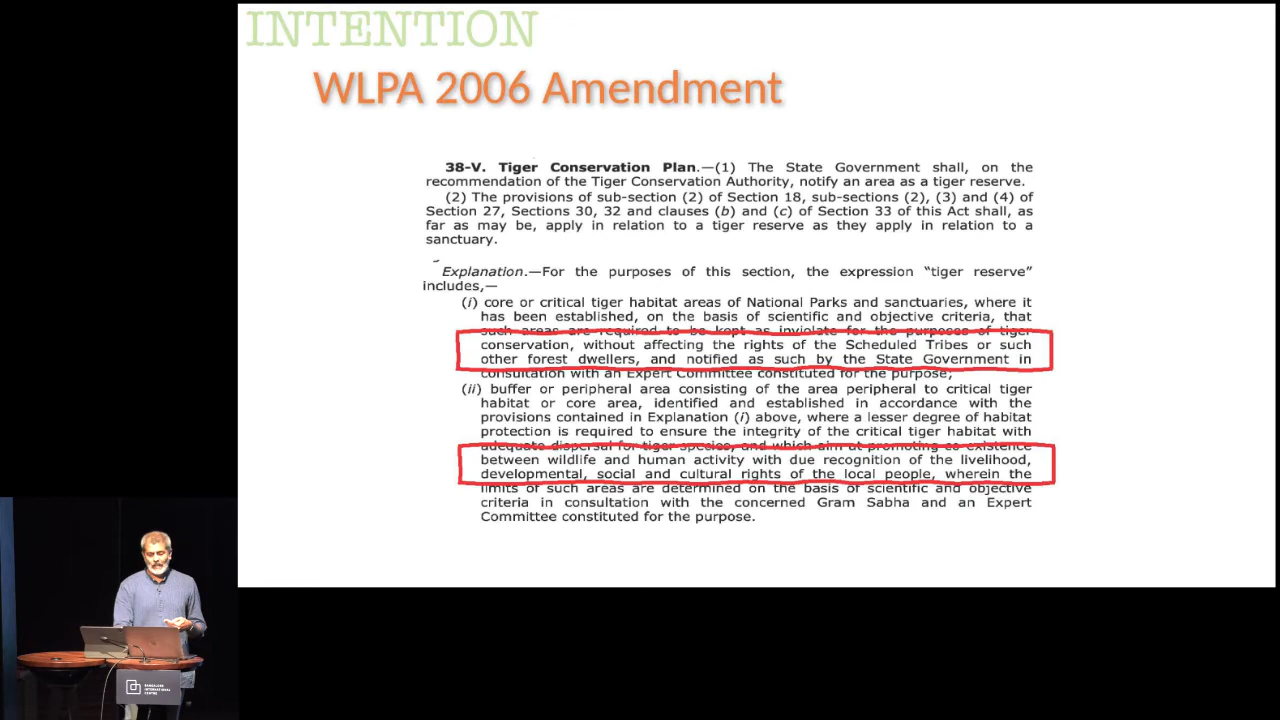 INTENTION
WLPA 2006 Amendment
38-V. Tiger Conservation Plan.—(1) The State Government shall, on the
recommendation of the Tiger Conservation Authority, notify an area as a tiger reserve.
(2) The provisions of sub-section (2) of Section 18, sub-sections (2), (3) and (4) of
Section 27, Sections 30, 32 and clauses (b) and (c) of Section 33 of this Act shall, as
far as may be, apply in relation to a tiger reserve as they apply in relation to a
sanctuary.
Explanation.—For the purposes of this section, the expression “tiger reserve”
includes,—
(i) core or critical tiger habitat areas of National Parks and sanctuaries, where it
has been established, on the basis of scientific and objective criteria, that
such areas are required to be kept as inviolate for the purposes of tiger
conservation, without affecting the rights of the Scheduled Tribes or such
other forest dwellers, and notified as such by the State Government in
consultation with an Expert Committee constituted for the purpose;
(ii) buffer or peripheral area consisting of the area peripheral to critical tiger
habitat or core area, identified and established in accordance with the
provisions contained in Explanation (i) above, where a lesser degree of habitat
protection is required to ensure the integrity of the critical tiger habitat with
adequate dispersal for tiger species, and which aim at promoting co-existence
between wildlife and human activity with due recognition of the livelihood,
developmental, social and cultural rights of the local people, wherein the
limits of such areas are determined on the basis of scientific and objective
criteria in consultation with the concerned Gram Sabha and an Expert
Committee constituted for the purpose.
BANGALORE
INTERNATIONAL
CENTRE